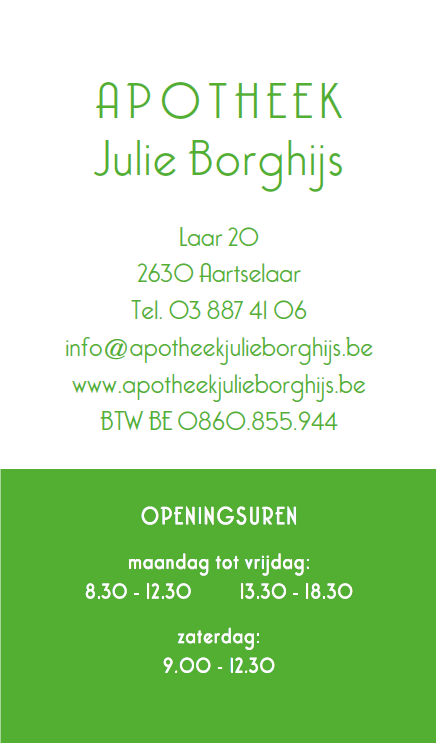 APOTHEEK
Julie Borghijs
Laar 20
2630 Aartselaar
Tel. 03 887 41 06
info@apotheekjulieborghijs.be
www.apotheekjulieborghijs.be
BTW BE 0860.855.944
OPENINGSUREN
maandag tot vrijdag:
8.30 - 12.30 13.30 - 18.30
zaterdag:
9.00 - 12.30